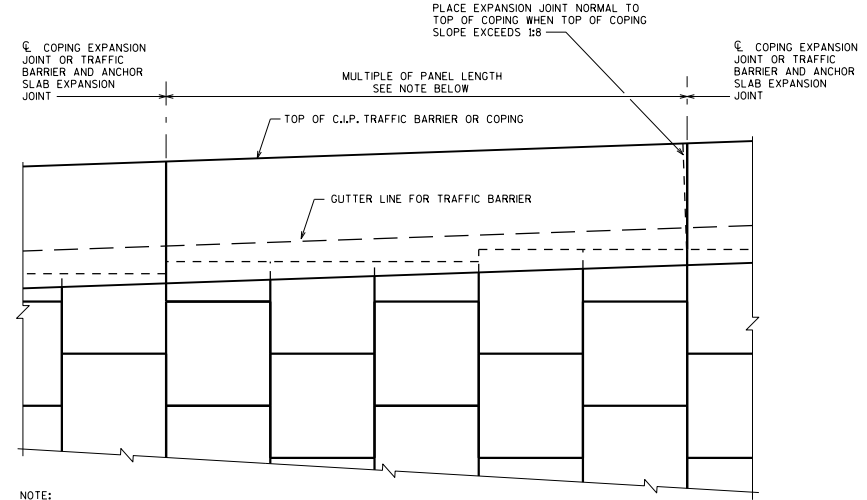 PLACE EXPANSION JOINT NORMAL TO
TOP OF COPING WHEN TOP OF COPING
SLOPE EXCEEDS 1:8
℄ COPING EXPANSION
JOINT OR TRAFFIC
BARRIER AND ANCHOR
SLAB EXPANSION
JOINT
MULTIPLE OF PANEL LENGTH
SEE NOTE BELOW
℄ COPING EXPANSION
JOINT OR TRAFFIC
BARRIER AND ANCHOR
SLAB EXPANSION
JOINT
TOP OF C.I.P. TRAFFIC BARRIER OR COPING
GUTTER LINE FOR TRAFFIC BARRIER
NOTE: